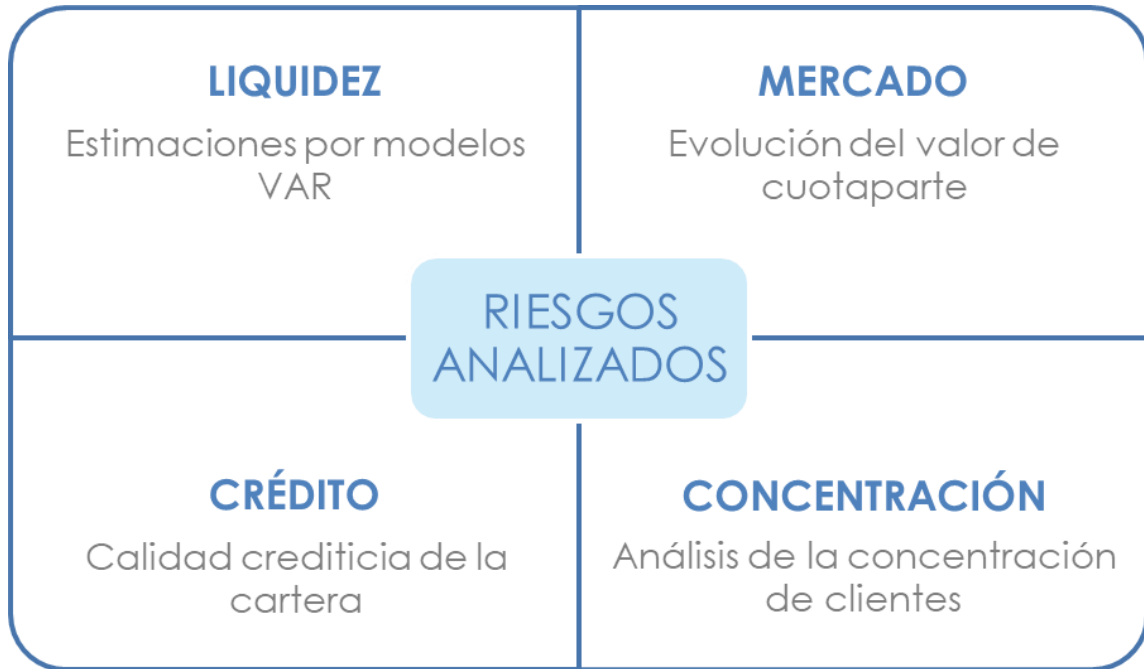 LIQUIDEZ
Estimaciones por modelos
VAR
MERCADO
Evolución del valor de
cuotaparte
RIESGOS
ANALIZADOS
CRÉDITO
Calidad crediticia de la
cartera
CONCENTRACIÓN
Análisis de la concentración
de clientes